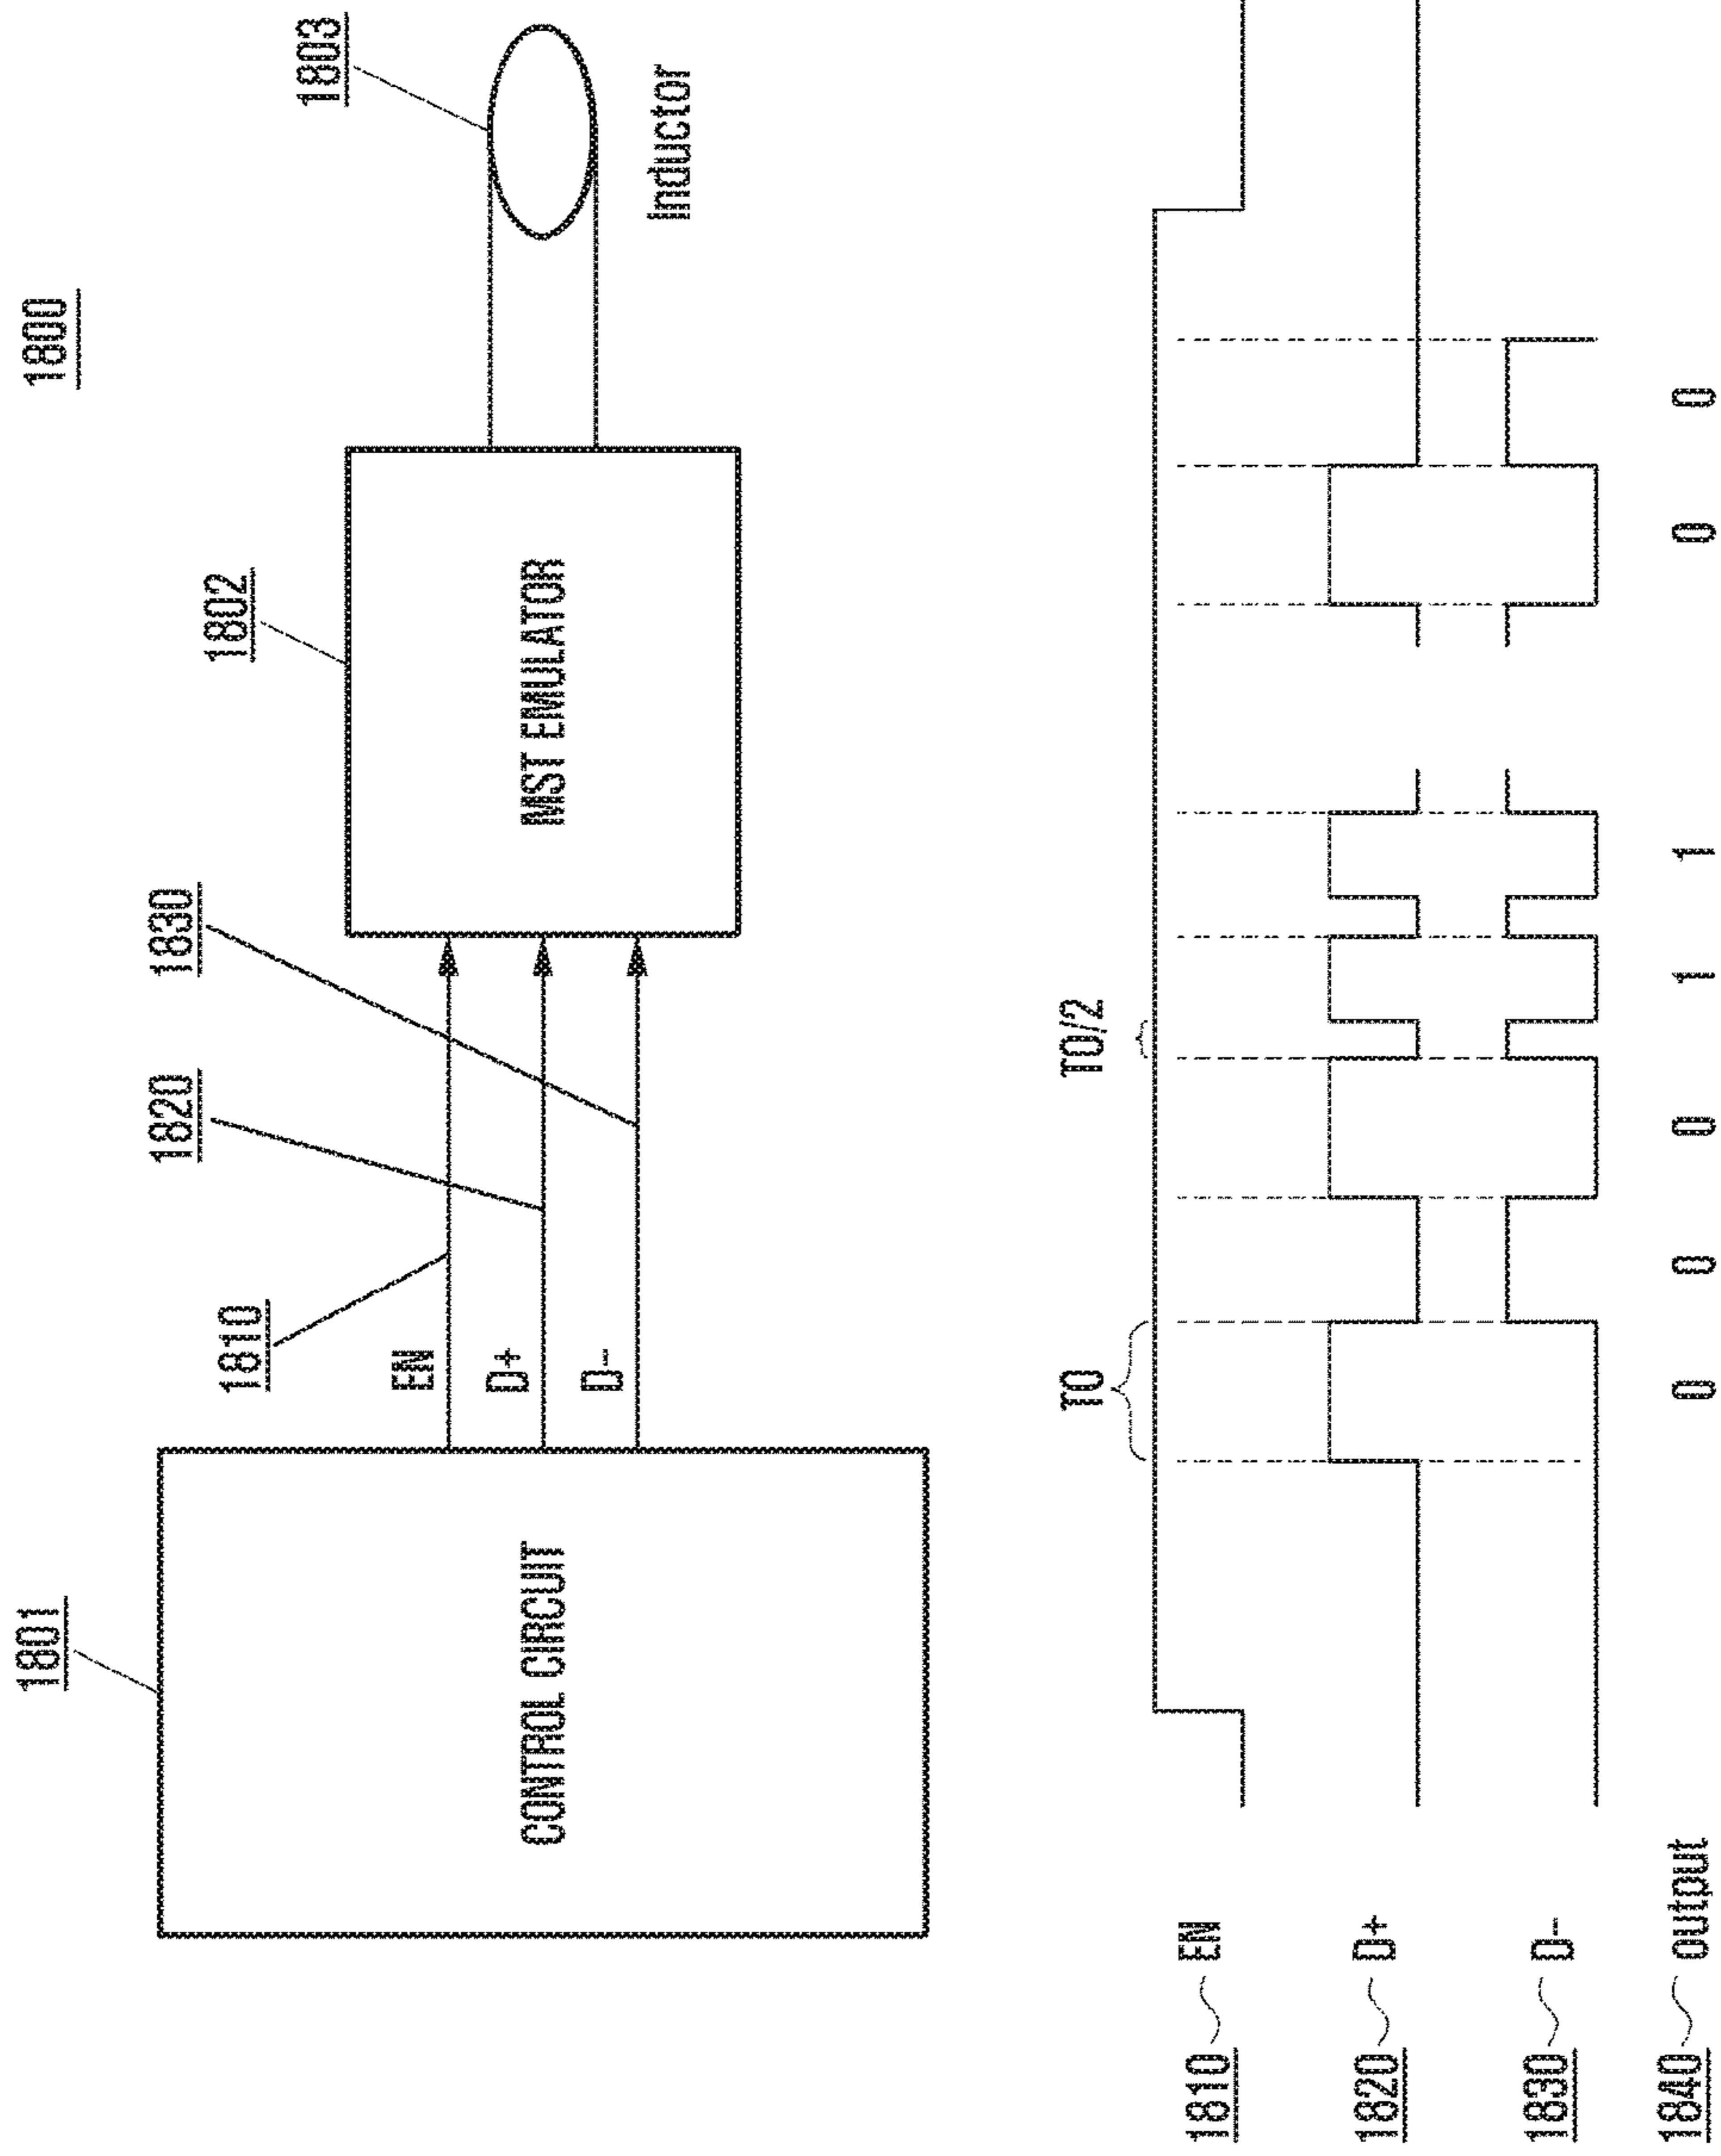 1800
1801
1802
1803
1810
1820
1830
CONTROL CIRCUIT
EN
D+
D-
MST EMULATOR
Inductor
T0
T0/2
1810 EN
1820 D+
1830 D-
1840 output 0 0 0 1 1 0 0